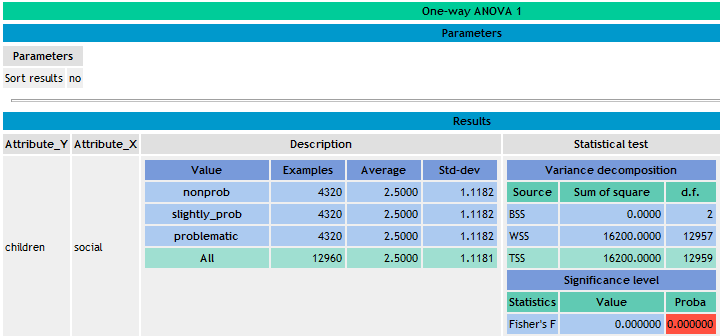 One-way ANOVA 1
Parameters
Parameters
Sort results no
Results
Attribute_Y Attribute_X Description Statistical test
Value Examples Average Std-dev
nonprob 4320 2.5000 1.1182
slightly_prob 4320 2.5000 1.1182
problematic 4320 2.5000 1.1182
All 12960 2.5000 1.1181
children social
Variance decomposition
Source Sum of square d.f.
BSS 0.0000 2
WSS 16200.0000 12957
TSS 16200.0000 12959
Significance level
Statistics Value Proba
Fisher's F 0.000000 0.000000